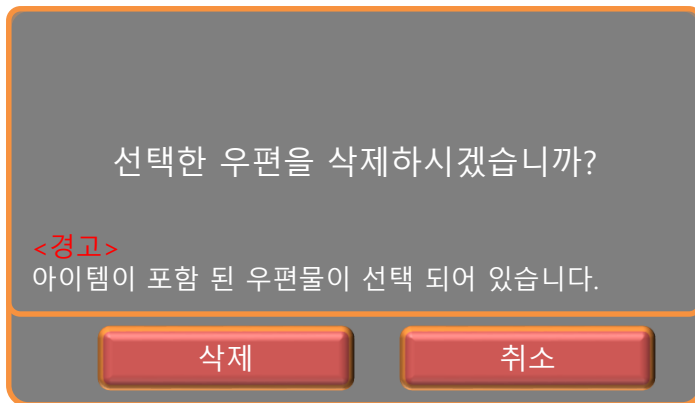 선택한 우편을 삭제하시겠습니까?
<경고>
아이템이 포함 된 우편물이 선택 되어 있습니다.
삭제
취소